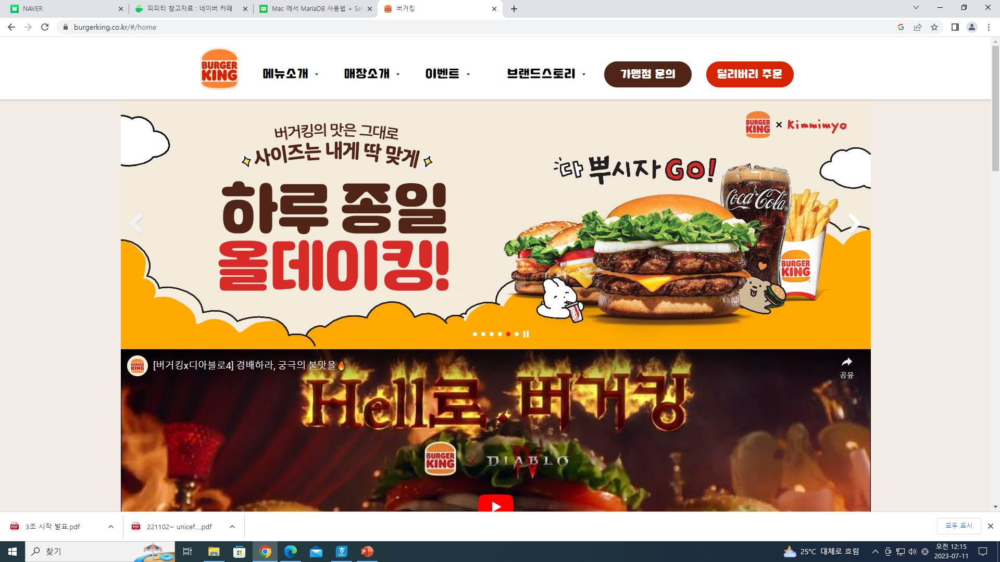 NAVER
피피티 참고자료 : 네이버 카페
Mac 에서 MariaDB 사용법 + Se
버거킹
burgerking.co.kr/#/home
BURGER KING
메뉴소개
매장소개
이벤트
브랜드스토리
가맹점 문의
딜리버리 주문
버거킹의 맛은 그대로
사이즈는 내게 딱 맞게
하루 종일
올데이킹!
BURGER KING × Kimmimyo
다 뿌시자 GO!
Coca-Cola
BURGER KING
BURGER KING
[버거킹x디아블로4] 경배하라, 궁극의 불맛을🔥
공유
Hell로, 버거킹
BURGER KING × DIABLO IV
3조 시작 발표.pdf
221102~ unicef....pdf
모두 표시
찾기
25°C 대체로 흐림
오전 12:15
2023-07-11